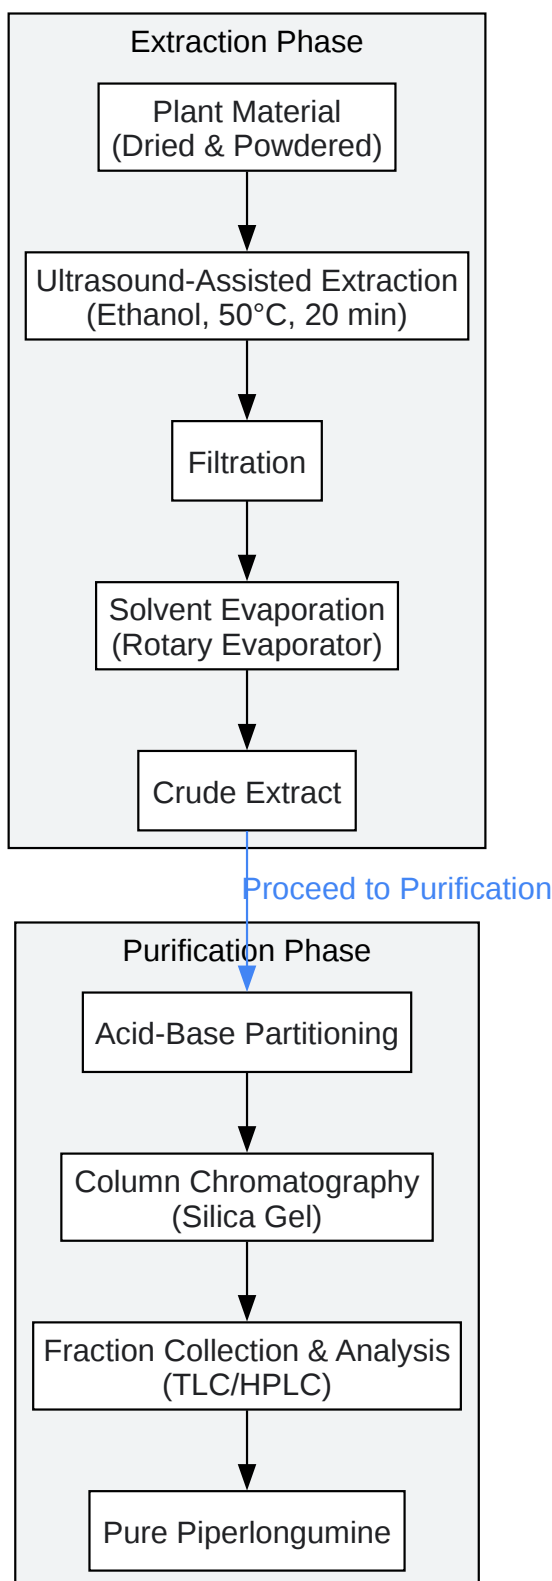 Extraction Phase
Plant Material
(Dried & Powdered)
Ultrasound-Assisted Extraction
(Ethanol, 50°C, 20 min)
Filtration
Solvent Evaporation
(Rotary Evaporator)
Crude Extract
Proceed to Purification
Purification Phase
Acid-Base Partitioning
Column Chromatography
(Silica Gel)
Fraction Collection & Analysis
(TLC/HPLC)
Pure Piperlongumine